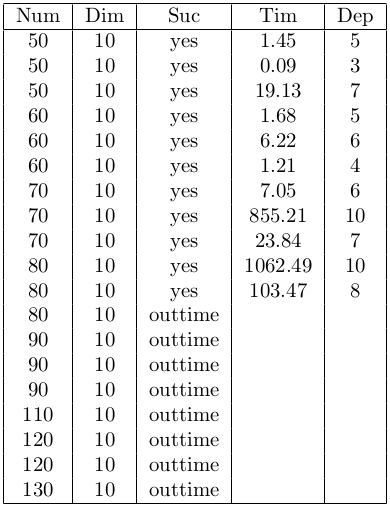 Num Dim Suc Tim Dep
50 10 yes 1.45 5
50 10 yes 0.09 3
50 10 yes 19.13 7
60 10 yes 1.68 5
60 10 yes 6.22 6
60 10 yes 1.21 4
70 10 yes 7.05 6
70 10 yes 855.21 10
70 10 yes 23.84 7
80 10 yes 1062.49 10
80 10 yes 103.47 8
80 10 outtime
90 10 outtime
90 10 outtime
90 10 outtime
110 10 outtime
120 10 outtime
120 10 outtime
130 10 outtime